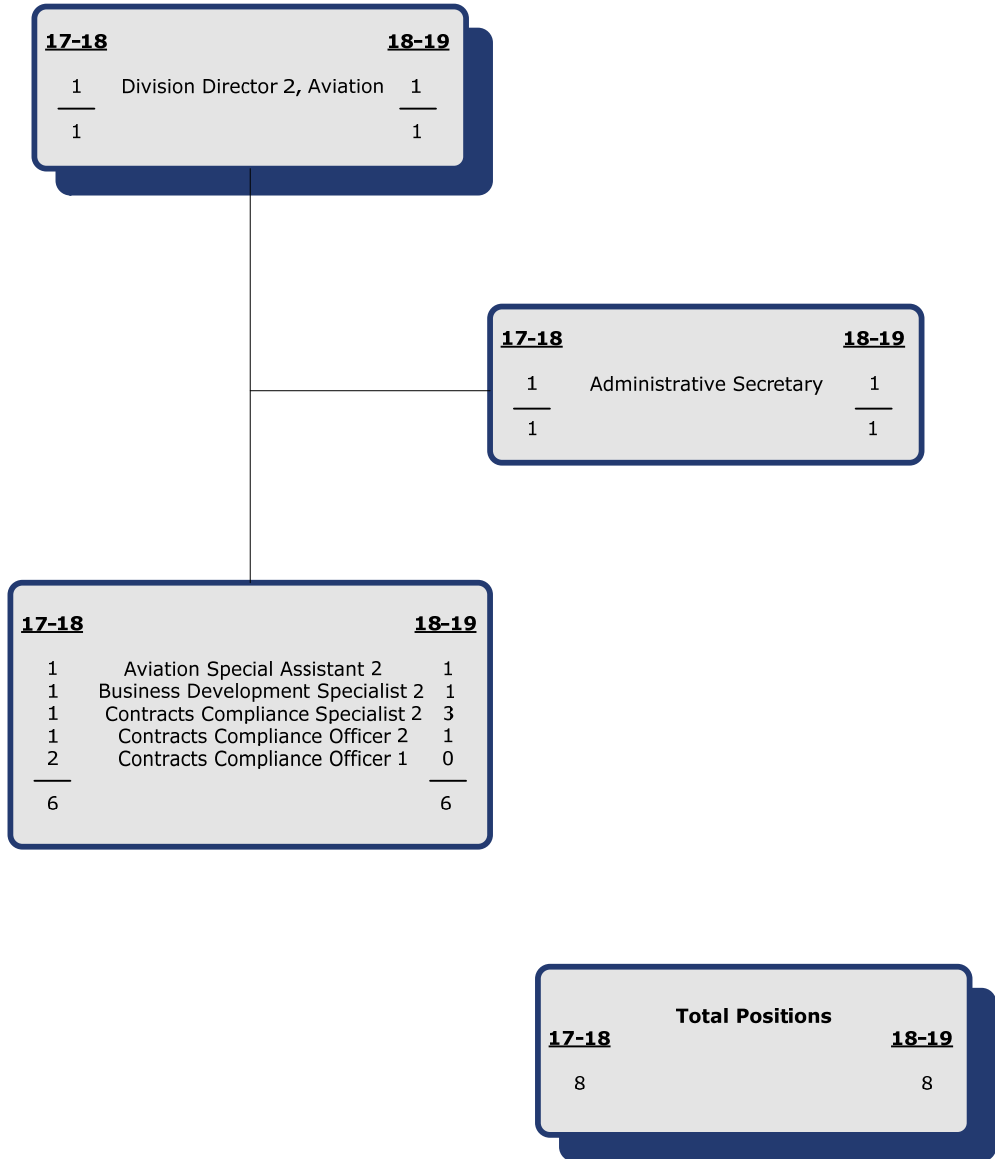 17-18 18-19
1 Division Director 2, Aviation 1
1 1
17-18 18-19
1 Administrative Secretary 1
1 1
17-18 18-19
1 Aviation Special Assistant 2 1
1 Business Development Specialist 2 1
1 Contracts Compliance Specialist 2 3
1 Contracts Compliance Officer 2 1
2 Contracts Compliance Officer 1 0
6 6
Total Positions
17-18 18-19
8 8